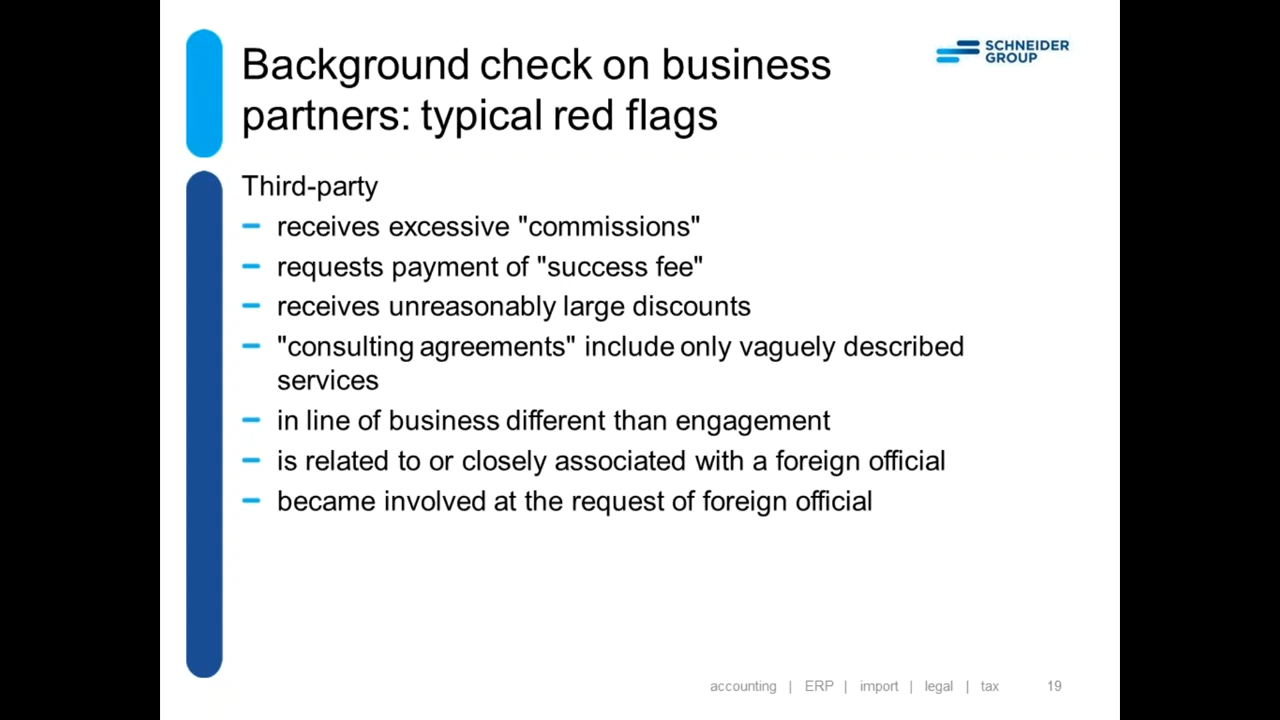 Background check on business
partners: typical red flags
SCHNEIDER
GROUP
Third-party
– receives excessive "commissions"
– requests payment of "success fee"
– receives unreasonably large discounts
– "consulting agreements" include only vaguely described
services
– in line of business different than engagement
– is related to or closely associated with a foreign official
– became involved at the request of foreign official
accounting | ERP | import | legal | tax 19